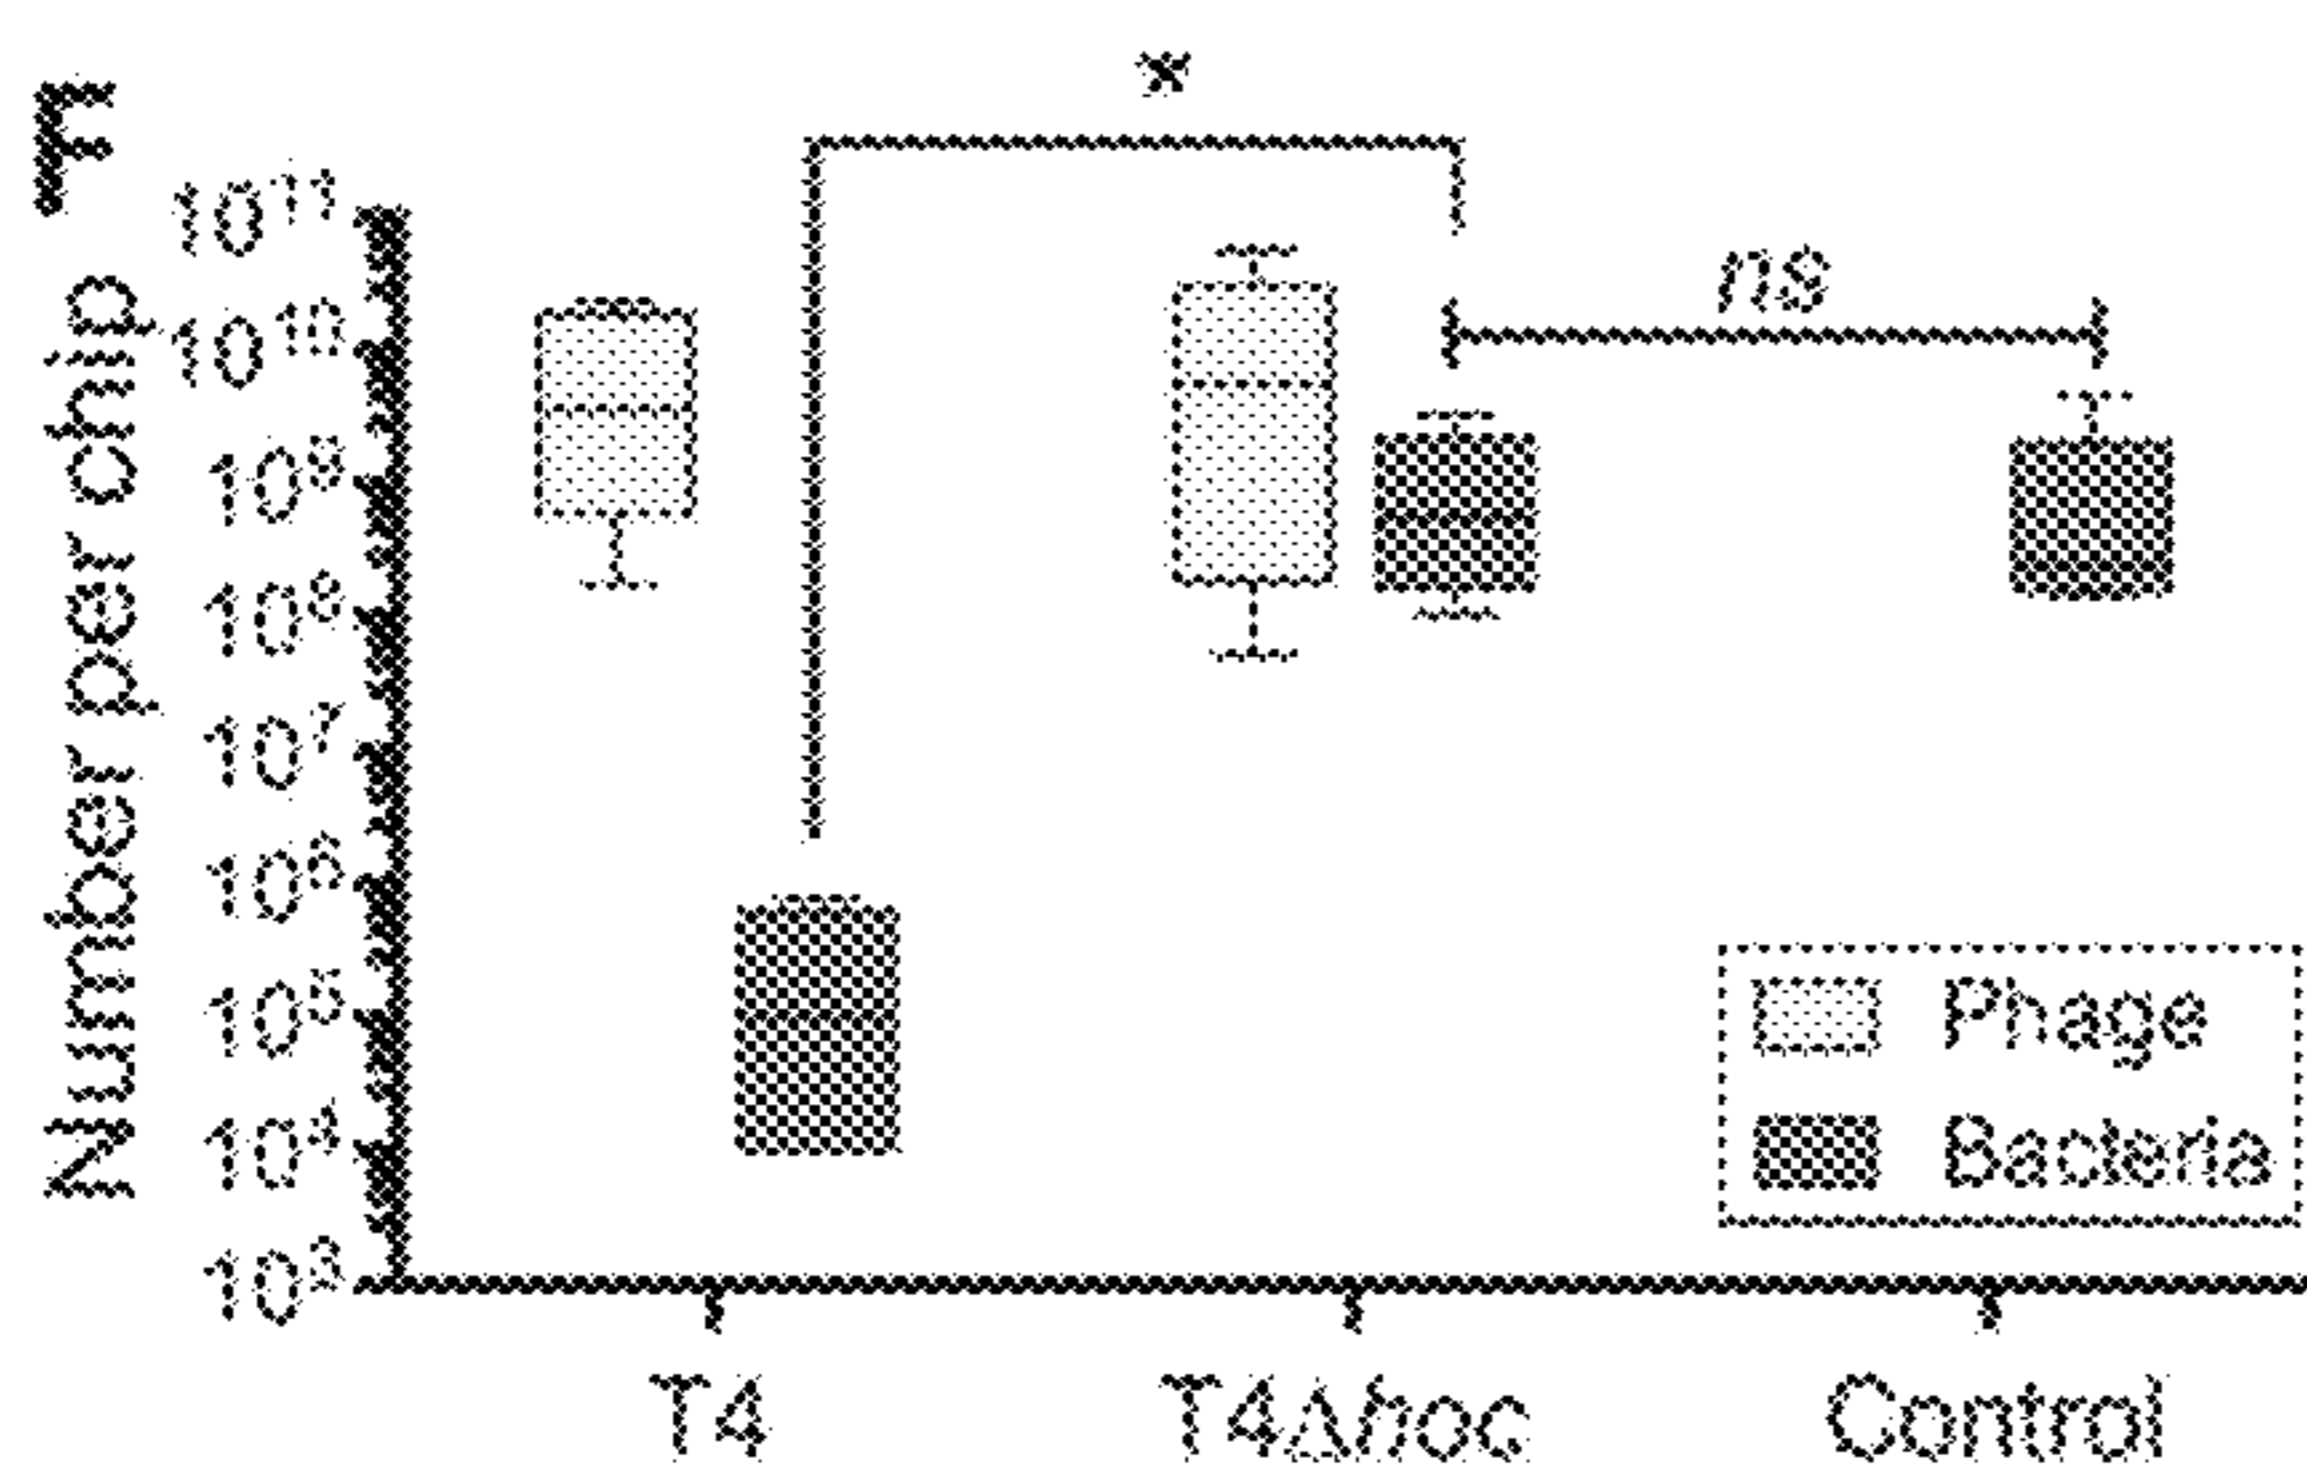 F
*
ns
Number per chip
10¹¹
10¹⁰
10⁹
10⁸
10⁷
10⁶
10⁵
10⁴
10³
Phage
Bacteria
T4 T4Δhoc Control